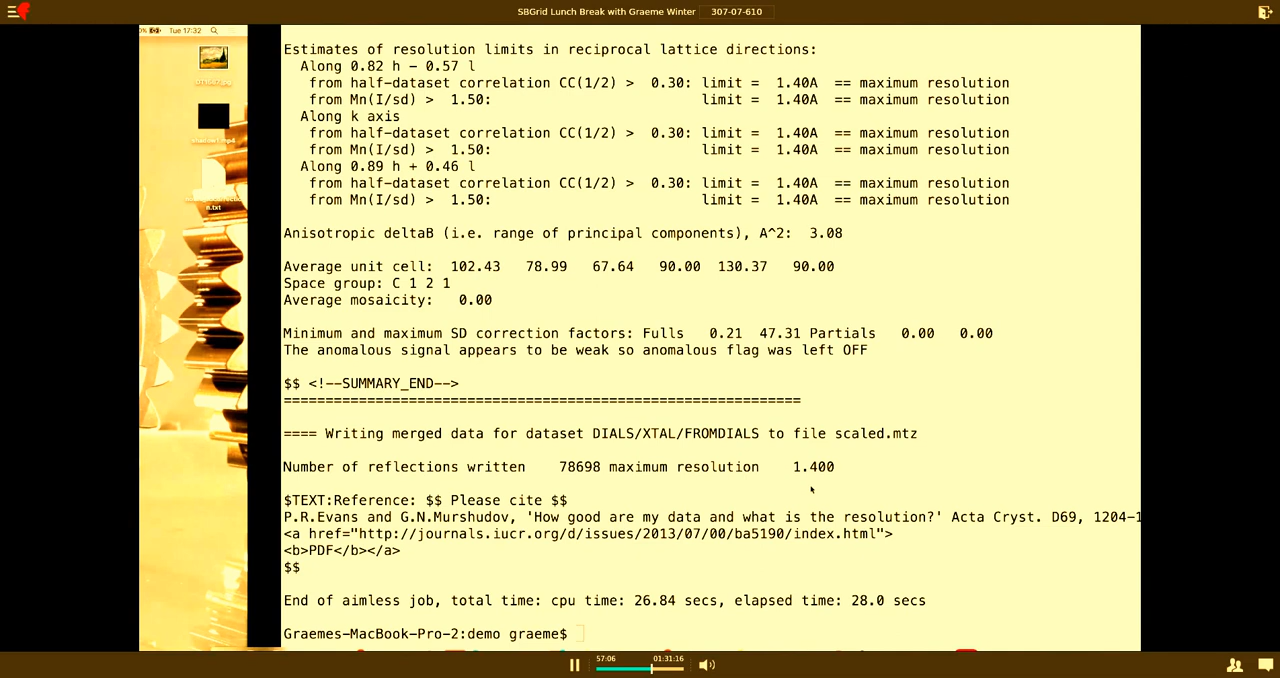 SBGrid Lunch Break with Graeme Winter 307-07-610
Tue 17:32
Estimates of resolution limits in reciprocal lattice directions:
Along 0.82 h - 0.57 l
from half-dataset correlation CC(1/2) > 0.30: limit = 1.40A == maximum resolution
from Mn(I/sd) > 1.50: limit = 1.40A == maximum resolution
Along k axis
from half-dataset correlation CC(1/2) > 0.30: limit = 1.40A == maximum resolution
from Mn(I/sd) > 1.50: limit = 1.40A == maximum resolution
Along 0.89 h + 0.46 l
from half-dataset correlation CC(1/2) > 0.30: limit = 1.40A == maximum resolution
from Mn(I/sd) > 1.50: limit = 1.40A == maximum resolution
Anisotropic deltaB (i.e. range of principal components), A^2: 3.08
Average unit cell: 102.43 78.99 67.64 90.00 130.37 90.00
Space group: C 1 2 1
Average mosaicity: 0.00
Minimum and maximum SD correction factors: Fulls 0.21 47.31 Partials 0.00 0.00
The anomalous signal appears to be weak so anomalous flag was left OFF
$$ <!--SUMMARY_END-->
==============================================================
==== Writing merged data for dataset DIALS/XTAL/FROMDIALS to file scaled.mtz
Number of reflections written 78698 maximum resolution 1.400
$TEXT:Reference: $$ Please cite $$
P.R.Evans and G.N.Murshudov, 'How good are my data and what is the resolution?' Acta Cryst. D69, 1204-1
<a href="http://journals.iucr.org/d/issues/2013/07/00/ba5190/index.html">
<b>PDF</b></a>
$$
End of aimless job, total time: cpu time: 26.84 secs, elapsed time: 28.0 secs
Graemes-MacBook-Pro-2:demo graeme$
57:06 01:31:16